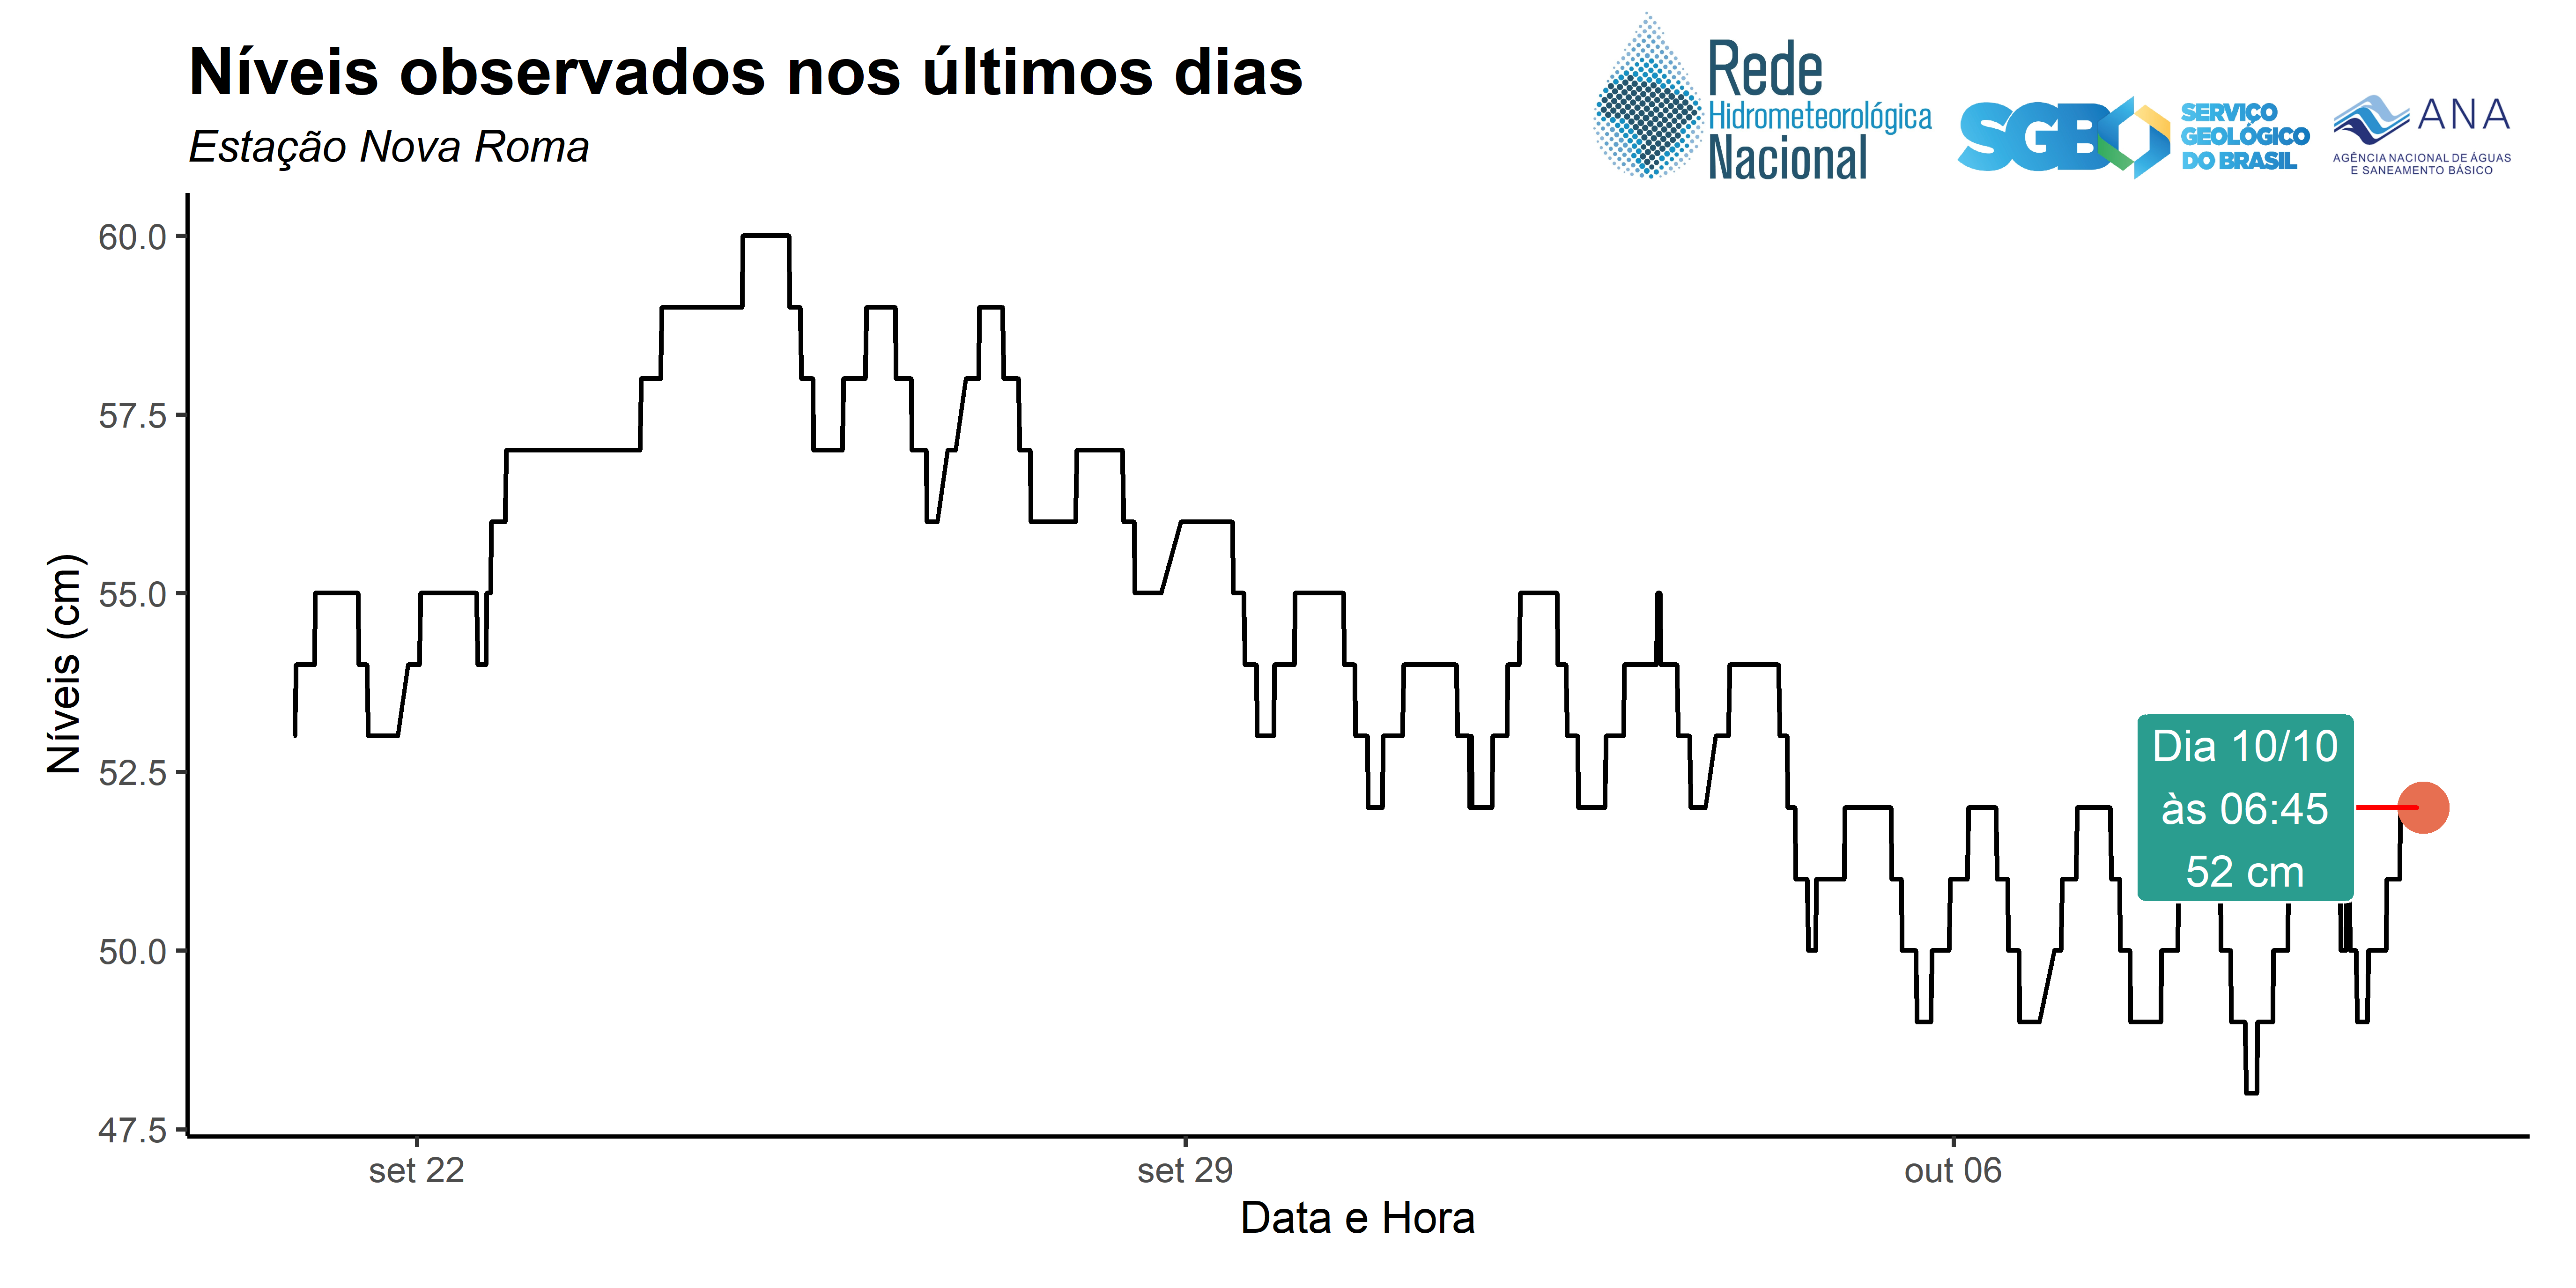 Níveis observados nos últimos dias
Estação Nova Roma
Rede
Hidrometeorológica
Nacional
SGB
SERVIÇO
GEOLÓGICO
DO BRASIL
ANA
AGÊNCIA NACIONAL DE ÁGUAS
E SANEAMENTO BÁSICO
Níveis (cm)
60.0
57.5
55.0
52.5
50.0
47.5
Dia 10/10
às 06:45
52 cm
set 22
set 29
out 06
Data e Hora